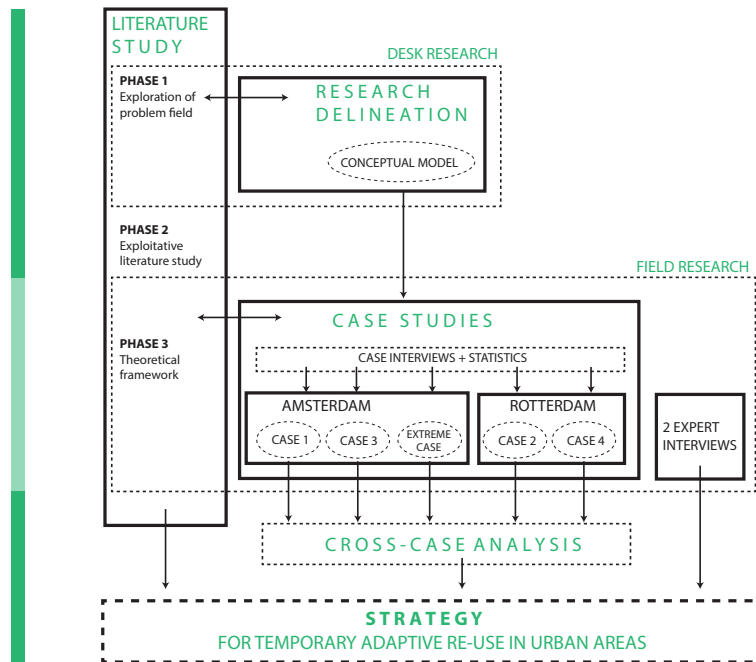 LITERATURE
STUDY
DESK RESEARCH
PHASE 1
Exploration of
problem field
RESEARCH
DELINEATION
CONCEPTUAL MODEL
PHASE 2
Exploitative
literature study
FIELD RESEARCH
PHASE 3
Theoretical
framework
CASE STUDIES
CASE INTERVIEWS + STATISTICS
AMSTERDAM
CASE 1
CASE 3
EXTREME
CASE
ROTTERDAM
CASE 2
CASE 4
2 EXPERT
INTERVIEWS
CROSS-CASE ANALYSIS
STRATEGY
FOR TEMPORARY ADAPTIVE RE-USE IN URBAN AREAS